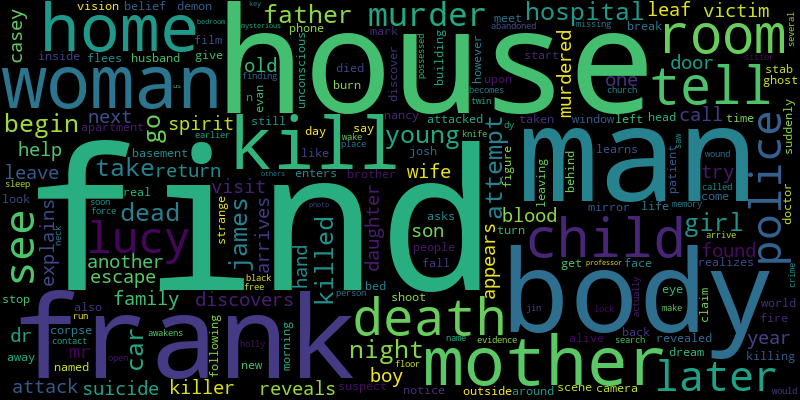 home
house
woman
man
room
tell
kill
find
body
frank
mother
death
child
police
murder
hospital
father
leaf
victim
vision
belief
demon
casey
inside
flees
husband
film
give
phone
mark
break
meet
abandoned
several
key
mysterious
bedroom
missing
finding
old
even
n
unconscious
died
burn
discover
possessed
building
however
upon
start
murdered
one
door
stab
ghost
begin
next
apartment
go
spirit
earlier
us
nancy
attacked
becomes
twin
church
taken
window
left
head
call
time
sister
suddenly
help
basement
still
day
say
wake
place
like
josh
young
knife
dy
figure
learns
saw
wound
patient
called
come
try
doctor
leave
take
return
others
enters
brother
wife
attempt
leaving
behind
mirror
life
memory
sleep
look
real
soon
force
visit
strange
photo
daughter
asks
son
people
fall
blood
turn
girl
see
explains
dead
lucy
james
arrives
hand
killed
appears
found
realizes
arrive
neck
another
escape
black
free
person
bed
get
professor
face
eye
make
claim
crime
world
stop
family
discovers
shoot
jin
lock
actually
also
run
name
evidence
back
search
revealed
fire
year
dr
corpse
awakens
car
following
holly
new
morning
night
alive
dream
killing
away
mr
named
contact
open
floor
boy
later
attack
suicide
killer
reveals
suspect
notice
outside
around
scene
camera
would